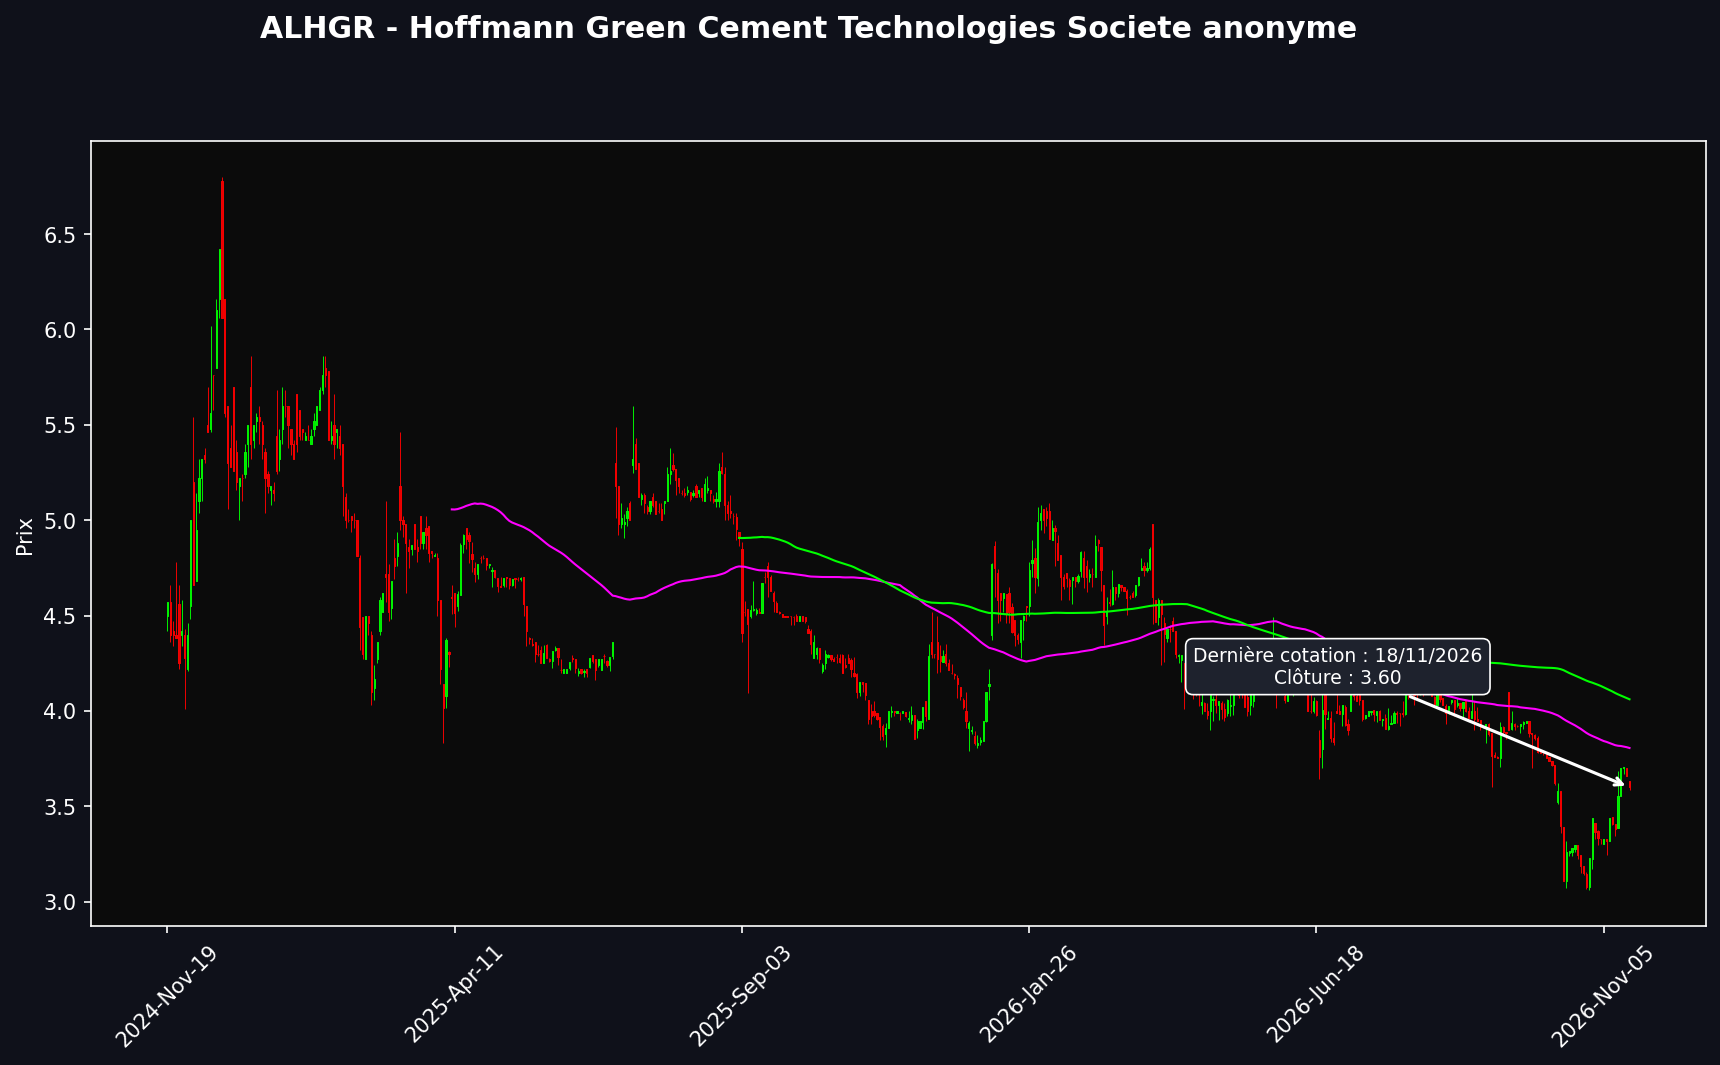 ALHGR - Hoffmann Green Cement Technologies Societe anonyme
Prix
6.5
6.0
5.5
5.0
4.5
4.0
3.5
3.0
Dernière cotation : 18/11/2026
Clôture : 3.60
2024-Nov-19
2025-Apr-11
2025-Sep-03
2026-Jan-26
2026-Jun-18
2026-Nov-05